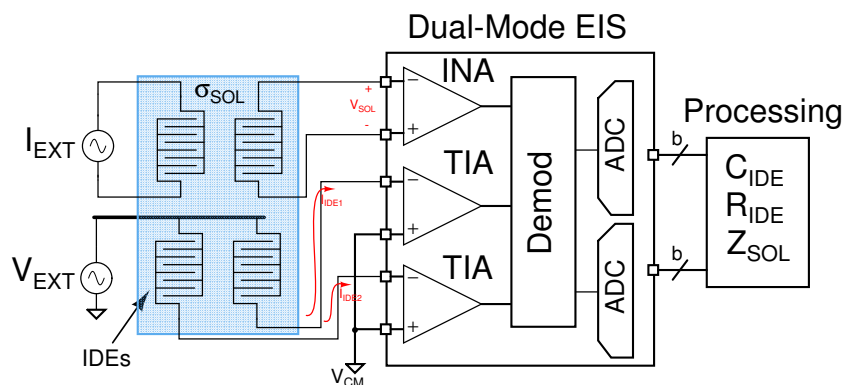 Dual-Mode EIS
INA
σSOL
+
VSOL
-
−
+
IEXT
TIA
IIDE1
−
+
VEXT
TIA
IIDE2
−
+
IDEs
VCM
Demod
ADC
ADC
b
b
Processing
CIDE
RIDE
ZSOL